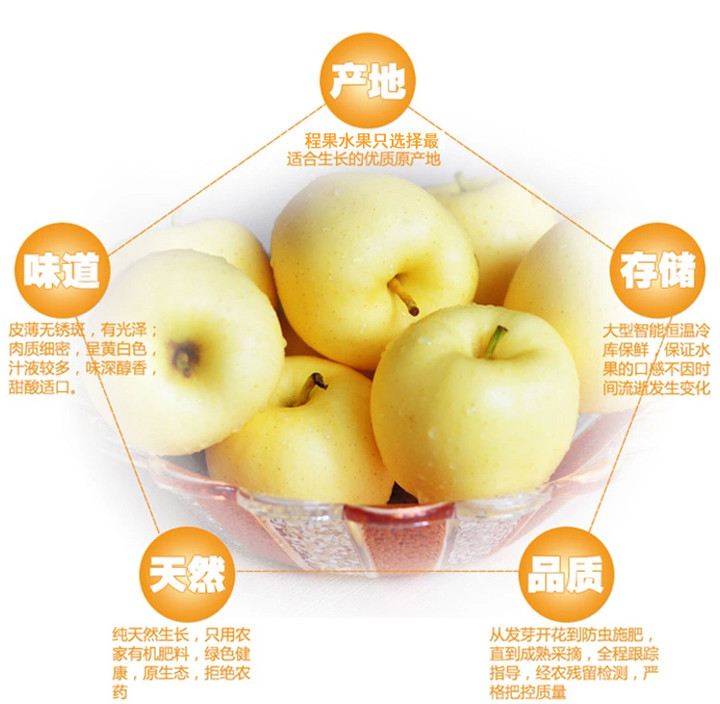 产地
程果水果只选择最
适合生长的优质原产地
味道
皮薄无锈斑，有光泽；
肉质细密，呈黄白色，
汁液较多，味深醇香，
甜酸适口。
存储
大型智能恒温冷
库保鲜，保证水
果的口感不因时
间流逝发生变化
天然
纯天然生长，只用农
家有机肥料，绿色健
康，原生态，拒绝农
药
品质
从发芽开花到防虫施肥，
直到成熟采摘，全程跟踪
指导，经农残留检测，严
格把控质量